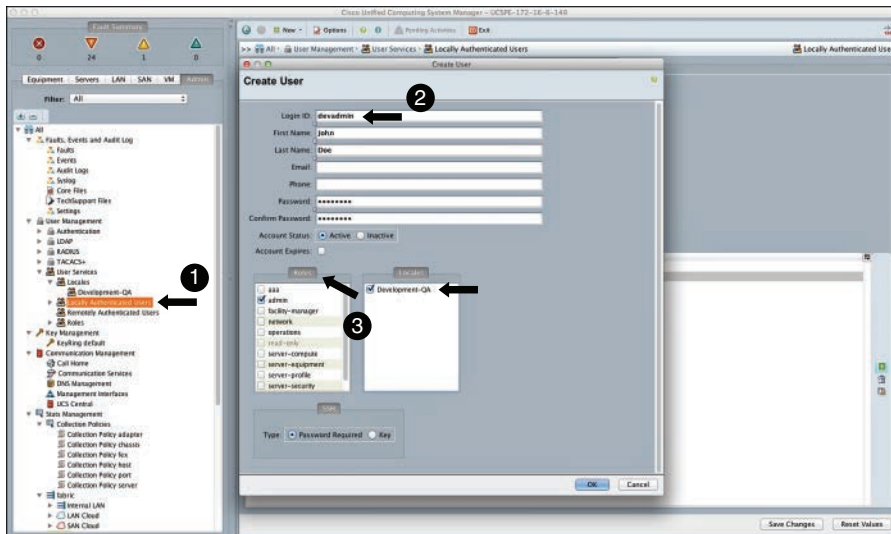 Cisco Unified Computing System Manager - UCSPE-172-16-6-140
Fault Summary
0 24 1 0
Equipment Servers LAN SAN VM Admin
Filter: All
All
Faults, Events and Audit Log
Faults
Events
Audit Logs
Syslog
Core Files
TechSupport Files
Settings
User Management
Authentication
LDAP
RADIUS
TACACS+
User Services
Locales
Development-QA
Locally Authenticated Users
Remotely Authenticated Users
Roles
Key Management
KeyRing default
Communication Management
Call Home
Communication Services
DNS Management
Management Interfaces
UCS Central
Stats Management
Collection Policies
Collection Policy adapter
Collection Policy chassis
Collection Policy fex
Collection Policy host
Collection Policy port
Collection Policy server
fabric
Internal LAN
LAN Cloud
SAN Cloud
1
New Options Pending Activities Exit
>> All User Management User Services Locally Authenticated Users
Locally Authenticated Use
Create User
Create User
2
Login ID: devadmin
First Name: John
Last Name: Doe
Email:
Phone:
Password: ••••••••
Confirm Password: ••••••••
Account Status: Active Inactive
Account Expires:
Roles
aaa
admin
facility-manager
network
operations
read-only
server-compute
server-equipment
server-profile
server-security
Locales
Development-QA
3
SSH
Type: Password Required Key
OK Cancel
Save Changes Reset Values